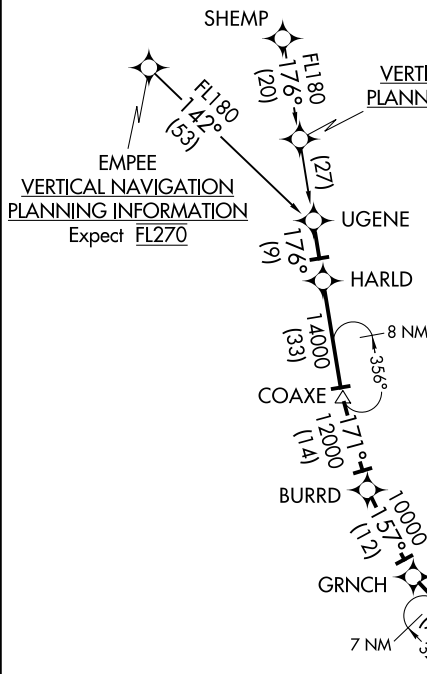 SHEMP
FL180
176°
(20)
VERTI
PLANN
FL180
142°
(53)
EMPEE
VERTICAL NAVIGATION
PLANNING INFORMATION
Expect FL270
(27)
UGENE
176°
(9)
HARLD
14000
(33)
8 NM
356°
COAXE
171°
12000
(14)
BURRD
10000
157°
(12)
GRNCH
7 NM